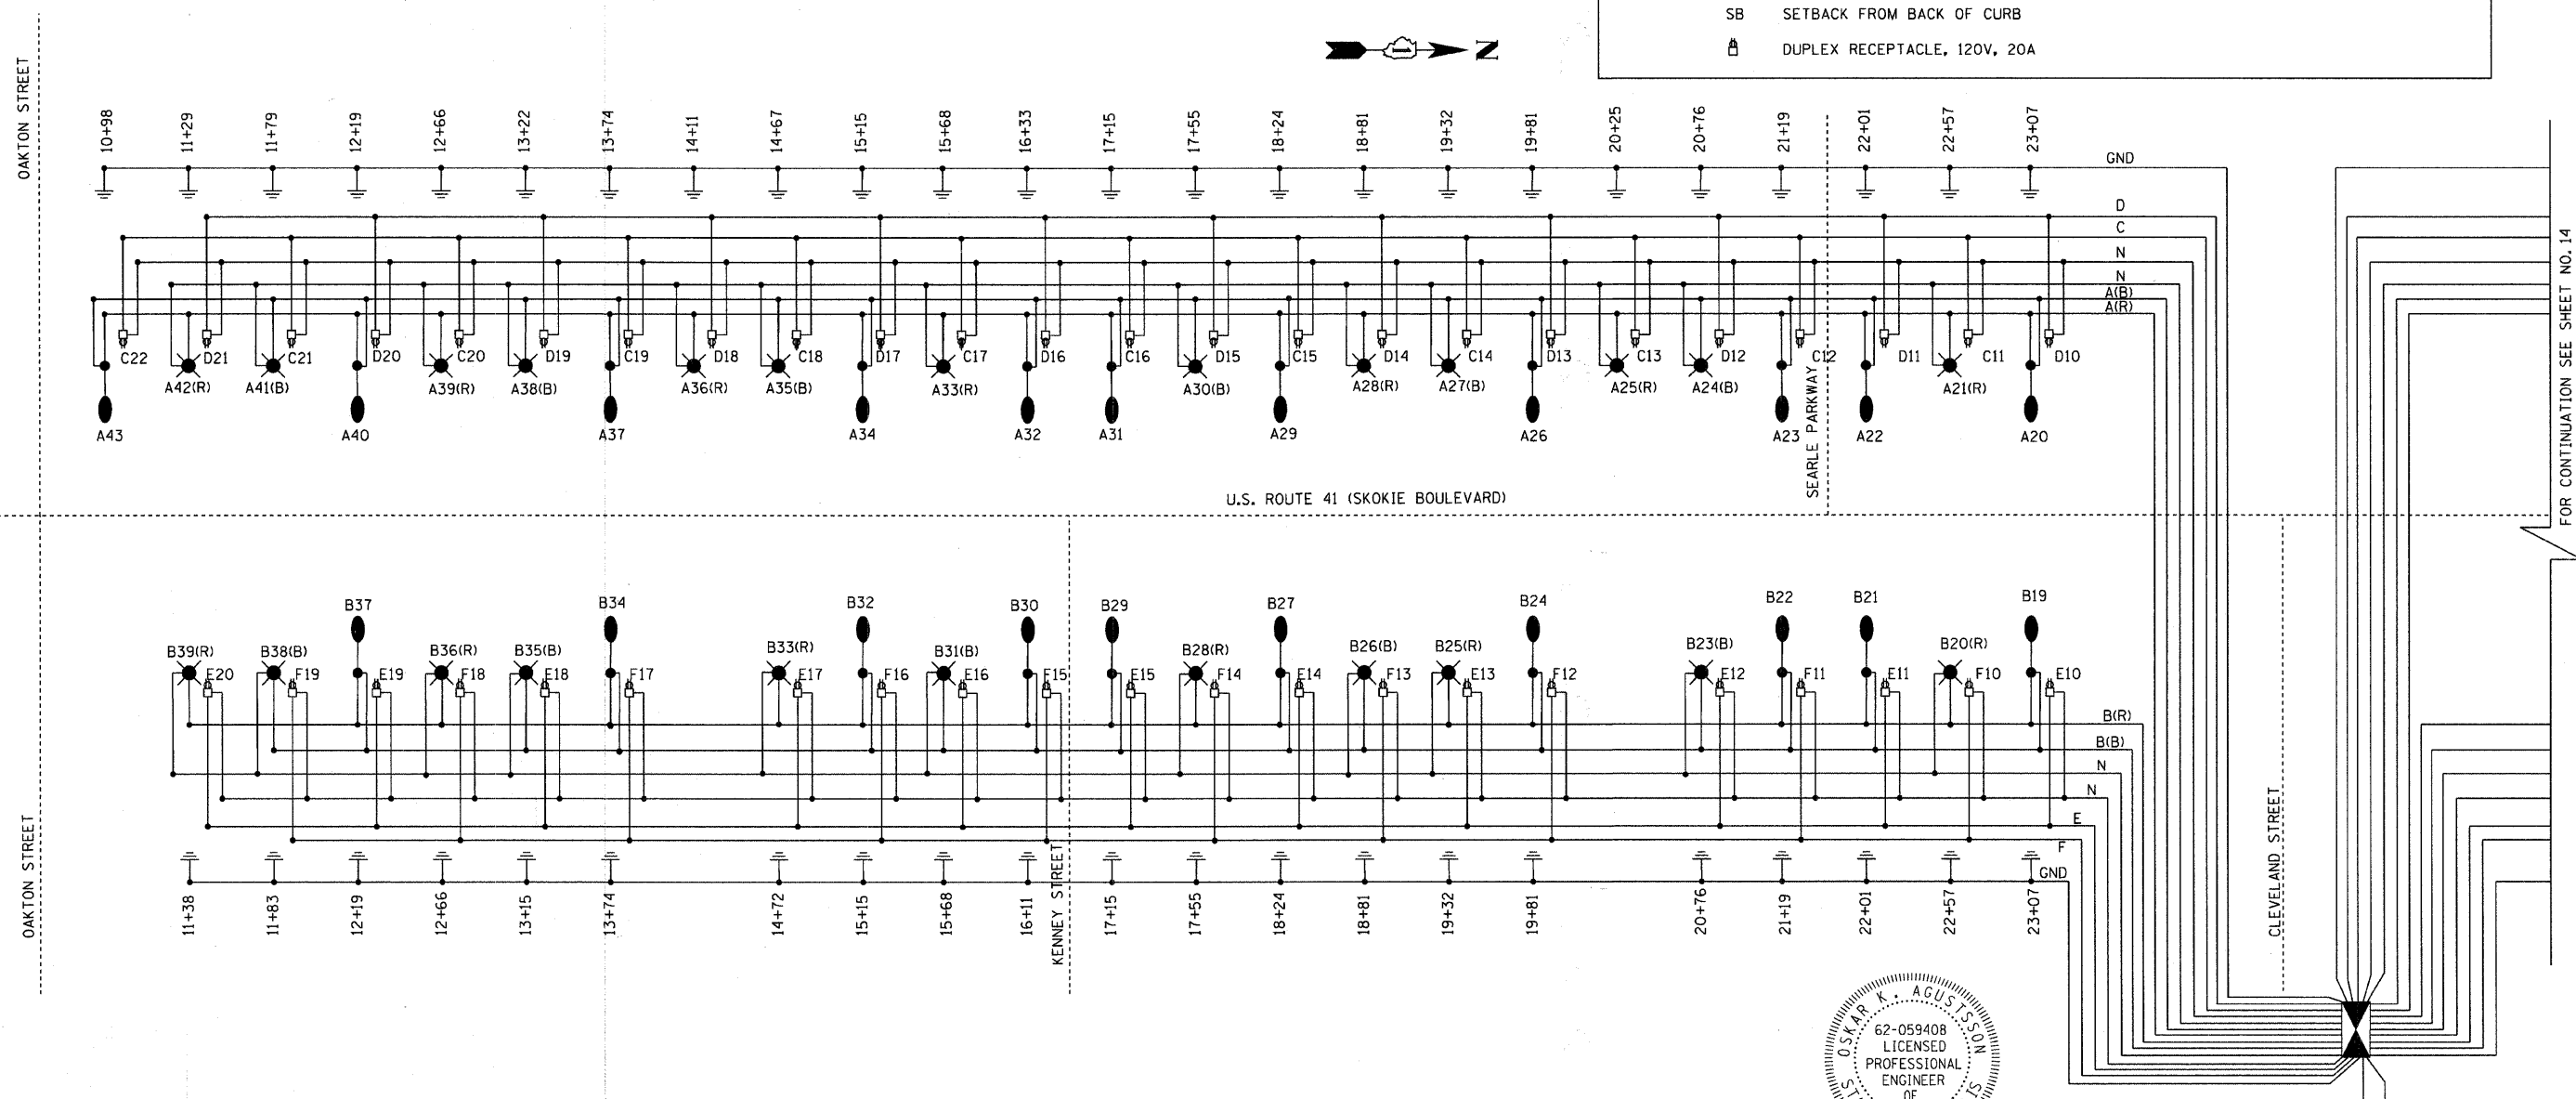 SB SETBACK FROM BACK OF CURB
DUPLEX RECEPTACLE, 120V, 20A
N
OAKTON STREET
10+98 11+29 11+79 12+19 12+66 13+22 13+74 14+11 14+67 15+15 15+68 16+33 17+15 17+55 18+24 18+81 19+32 19+81 20+25 20+76 21+19 22+01 22+57 23+07
GND
D
C
N
N
A(B)
A(R)
C22 D21 C21 D20 C20 D19 C19 D18 C18 D17 C17 D16 C16 D15 C15 D14 C14 D13 C13 D12 C12 D11 C11 D10
A42(R) A41(B) A39(R) A38(B) A36(R) A35(B) A33(R) A30(B) A28(R) A27(B) A25(R) A24(B) A21(R)
A43 A40 A37 A34 A32 A31 A29 A26 A23 A22 A20
SEARLE PARKWAY
FOR CONTINUATION SEE SHEET NO. 14
U.S. ROUTE 41 (SKOKIE BOULEVARD)
B37 B34 B32 B30 B29 B27 B24 B22 B21 B19
B39(R) B38(B) B36(R) B35(B) B33(R) B31(B) B28(R) B26(B) B25(R) B23(B) B20(R)
E20 F19 E19 F18 E18 F17 E17 F16 E16 F15 E15 F14 E14 F13 E13 F12 E12 F11 E11 F10 E10
B(R)
B(B)
N
N
E
F
GND
OAKTON STREET
KENNEY STREET
CLEVELAND STREET
11+38 11+83 12+19 12+66 13+15 13+74 14+72 15+15 15+68 16+11 17+15 17+55 18+24 18+81 19+32 19+81 20+76 21+19 22+01 22+57 23+07
OSKAR K. AGUSTSSON
62-059408
LICENSED
PROFESSIONAL
ENGINEER
OF